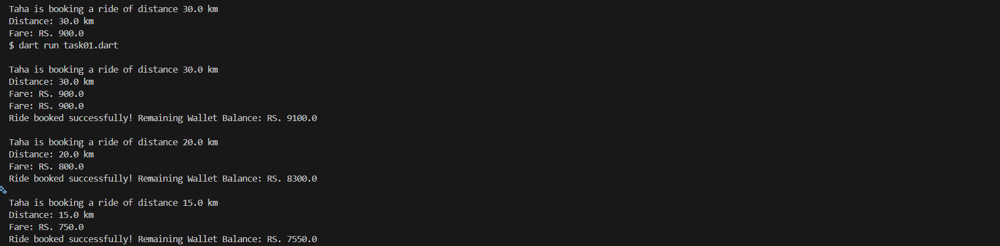 Taha is booking a ride of distance 30.0 km
Distance: 30.0 km
Fare: RS. 900.0
$ dart run task01.dart
Taha is booking a ride of distance 30.0 km
Distance: 30.0 km
Fare: RS. 900.0
Fare: RS. 900.0
Ride booked successfully! Remaining Wallet Balance: RS. 9100.0
Taha is booking a ride of distance 20.0 km
Distance: 20.0 km
Fare: RS. 800.0
Ride booked successfully! Remaining Wallet Balance: RS. 8300.0
Taha is booking a ride of distance 15.0 km
Distance: 15.0 km
Fare: RS. 750.0
Ride booked successfully! Remaining Wallet Balance: RS. 7550.0